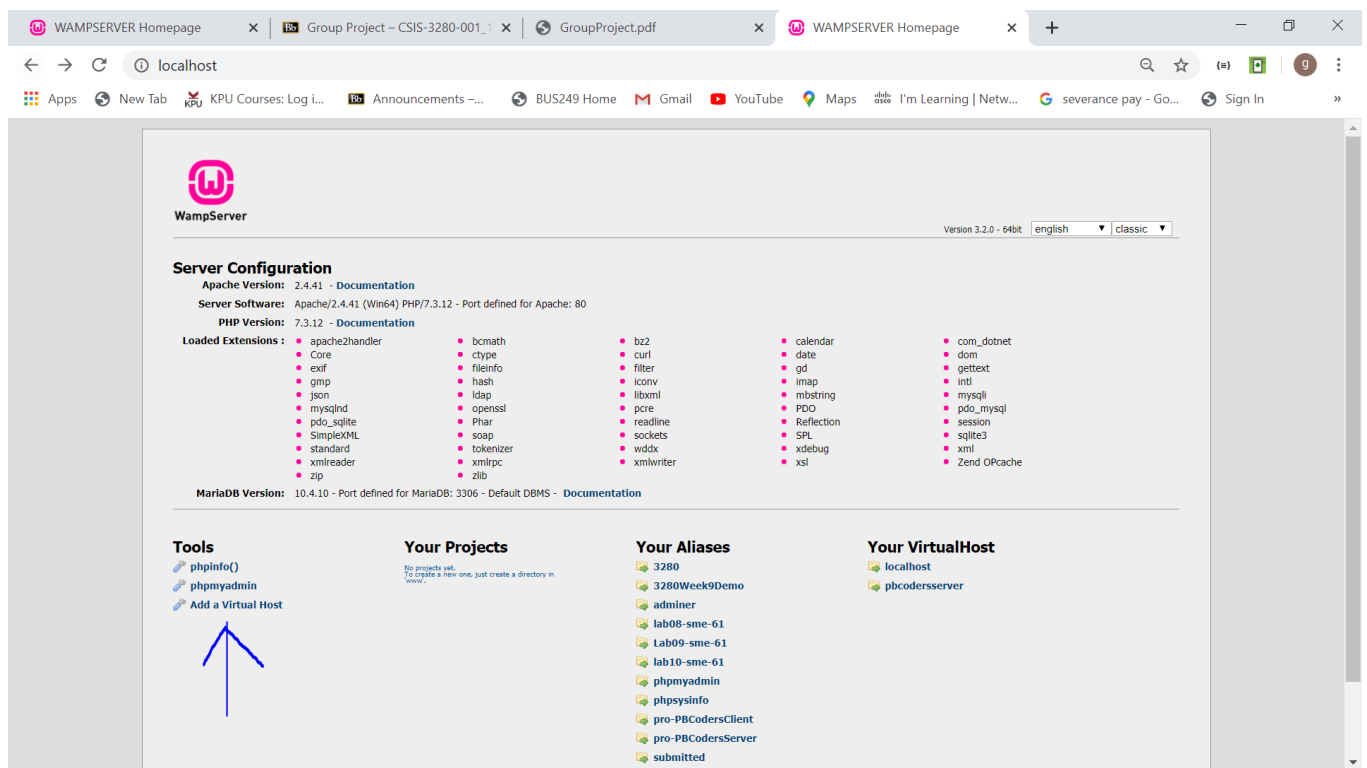 WAMPSERVER Homepage
Group Project – CSIS-3280-001_1
GroupProject.pdf
WAMPSERVER Homepage
localhost
g
Apps
New Tab
KPU Courses: Log i...
Announcements –...
BUS249 Home
Gmail
YouTube
Maps
I'm Learning | Netw...
severance pay - Go...
Sign In
»
WampServer
Version 3.2.0 - 64bit english classic
Server Configuration
Apache Version: 2.4.41 - Documentation
Server Software: Apache/2.4.41 (Win64) PHP/7.3.12 - Port defined for Apache: 80
PHP Version: 7.3.12 - Documentation
Loaded Extensions : apache2handler bcmath bz2 calendar com_dotnet
Core ctype curl date dom
exif fileinfo filter gd gettext
gmp hash iconv imap intl
json ldap libxml mbstring mysqli
mysqlnd openssl pcre PDO pdo_mysql
pdo_sqlite Phar readline Reflection session
SimpleXML soap sockets SPL sqlite3
standard tokenizer wddx xdebug xml
xmlreader xmlrpc xmlwriter xsl Zend OPcache
zip zlib
MariaDB Version: 10.4.10 - Port defined for MariaDB: 3306 - Default DBMS - Documentation
Tools
phpinfo()
phpmyadmin
Add a Virtual Host
Your Projects
No projects yet.
To create a new one, just create a directory in
'www'.
Your Aliases
3280
3280Week9Demo
adminer
lab08-sme-61
Lab09-sme-61
lab10-sme-61
phpmyadmin
phpsysinfo
pro-PBCodersClient
pro-PBCodersServer
submitted
Your VirtualHost
localhost
pbcodersserver